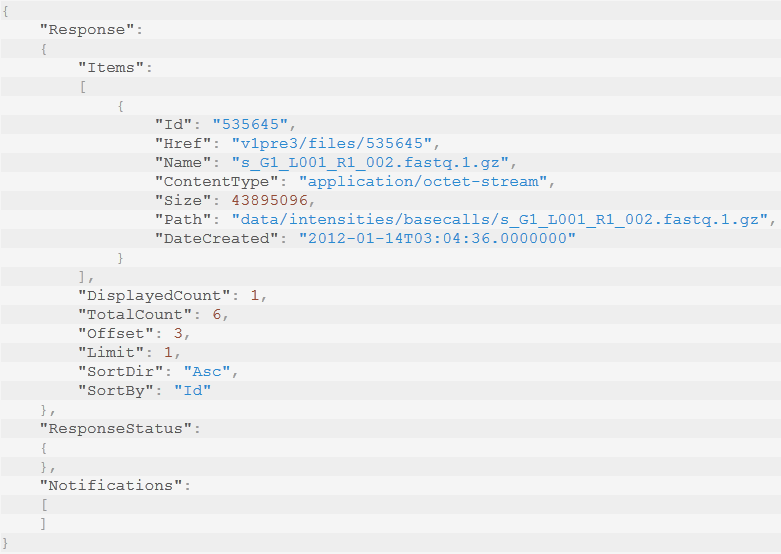 {
    "Response":
    {
        "Items":
        [
            {
                "Id": "535645",
                "Href": "v1pre3/files/535645",
                "Name": "s_G1_L001_R1_002.fastq.1.gz",
                "ContentType": "application/octet-stream",
                "Size": 43895096,
                "Path": "data/intensities/basecalls/s_G1_L001_R1_002.fastq.1.gz",
                "DateCreated": "2012-01-14T03:04:36.0000000"
            }
        ],
        "DisplayedCount": 1,
        "TotalCount": 6,
        "Offset": 3,
        "Limit": 1,
        "SortDir": "Asc",
        "SortBy": "Id"
    },
    "ResponseStatus":
    {
    },
    "Notifications":
    [
    ]
}